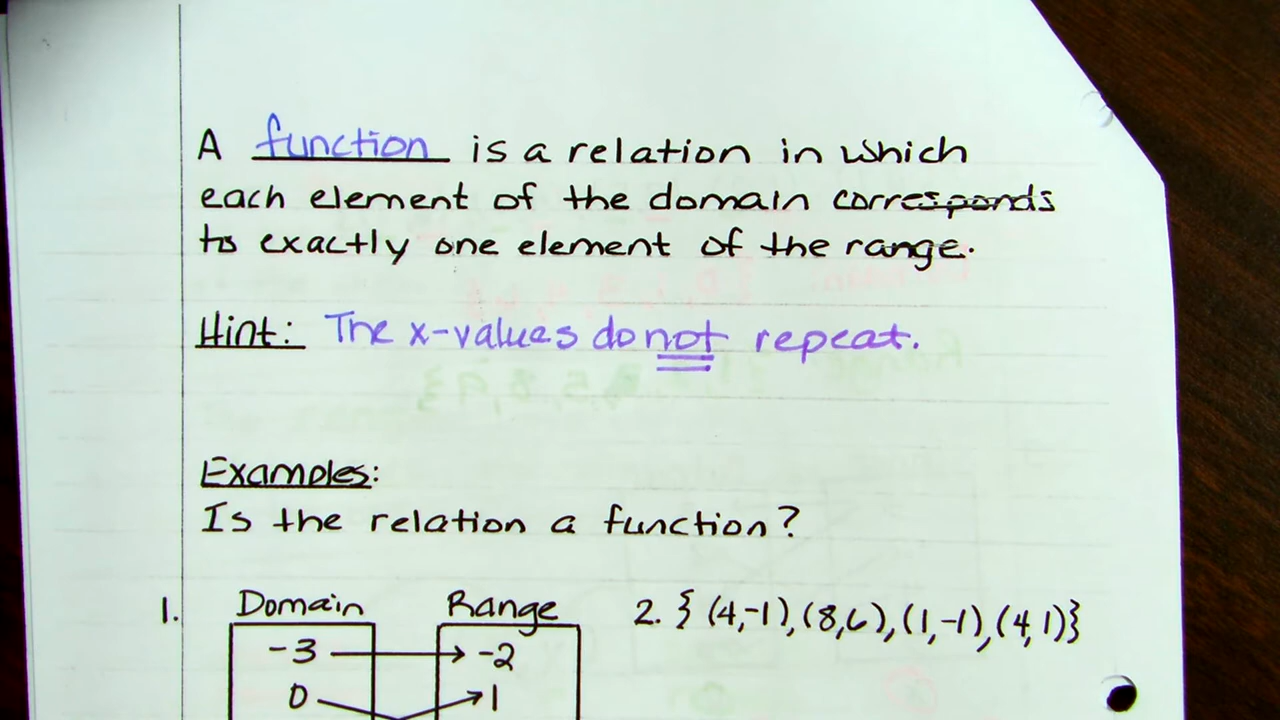 A function is a relation in which
each element of the domain corresponds
to exactly one element of the range.
Hint: The x-values do not repeat.
Examples:
Is the relation a function?
1. Domain Range
-3 -2
0 1
2. {(4,-1),(8,6),(1,-1),(4,1)}